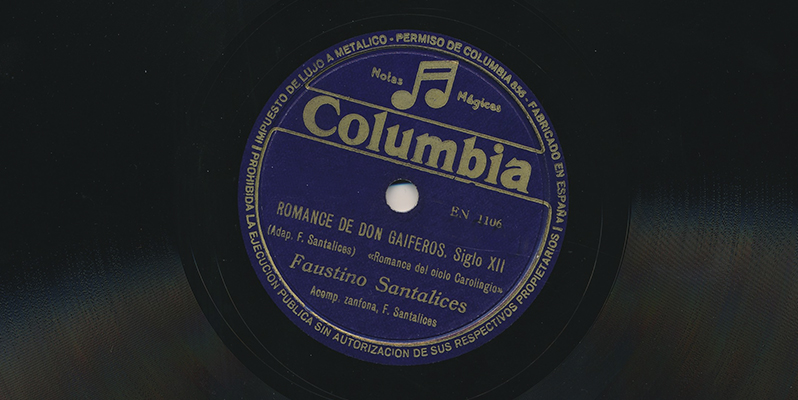 IMPUESTO DE LUJO A METALICO - PERMISO DE COLUMBIA 856 - FABRICADO EN ESPAÑA
Notas Mágicas
Columbia
EN 1106
ROMANCE DE DON GAIFEROS. Siglo XII
(Adap. F. Santalices) «Romance del ciclo Carolingio»
Faustino Santalices
Acomp. zanfona, F. Santalices
PROHIBIDA LA EJECUCION PUBLICA SIN AUTORIZACION DE SUS RESPECTIVOS PROPIETARIOS